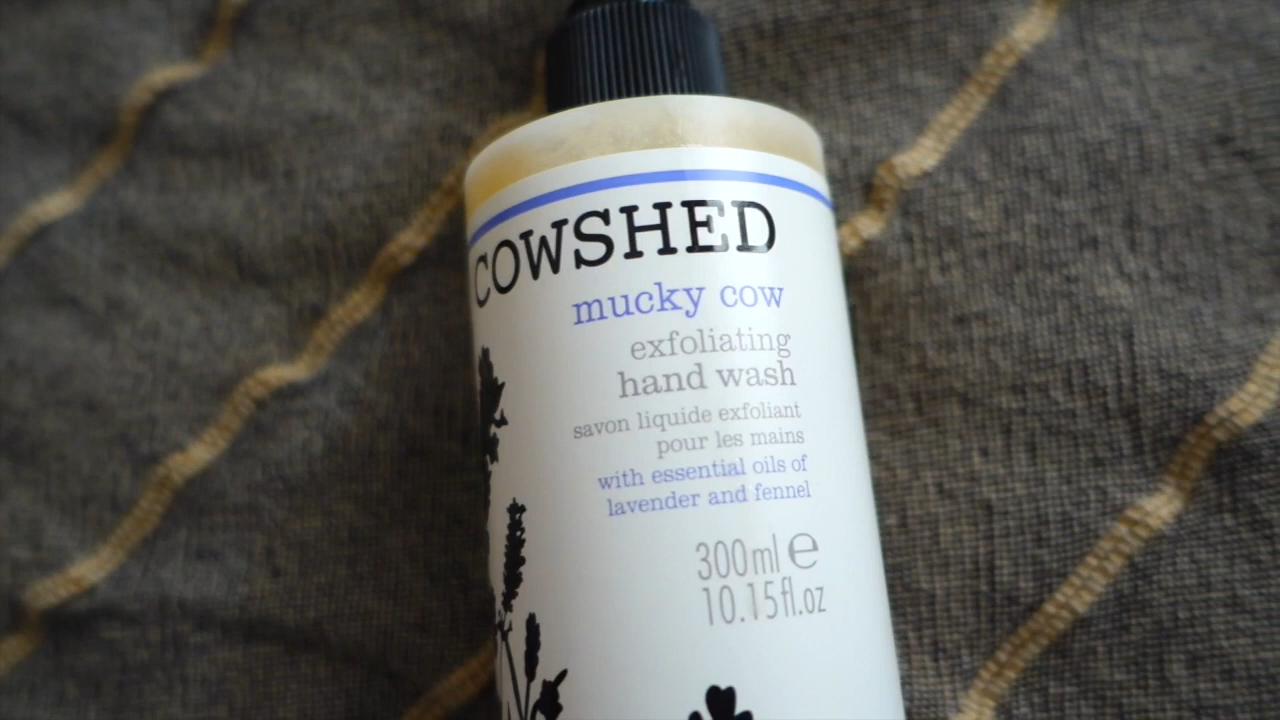 COWSHED
mucky cow
exfoliating
hand wash
savon liquide exfoliant
pour les mains
with essential oils of
lavender and fennel
300ml e
10.15fl.oz